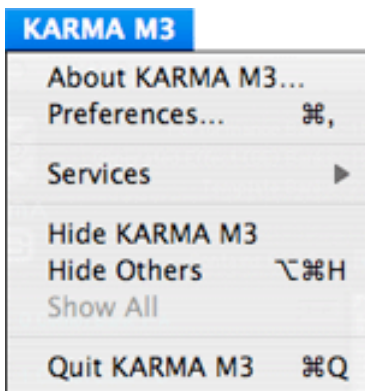 KARMA M3
About KARMA M3...
Preferences... ⌘,
Services ▶
Hide KARMA M3
Hide Others ⌥⌘H
Show All
Quit KARMA M3 ⌘Q